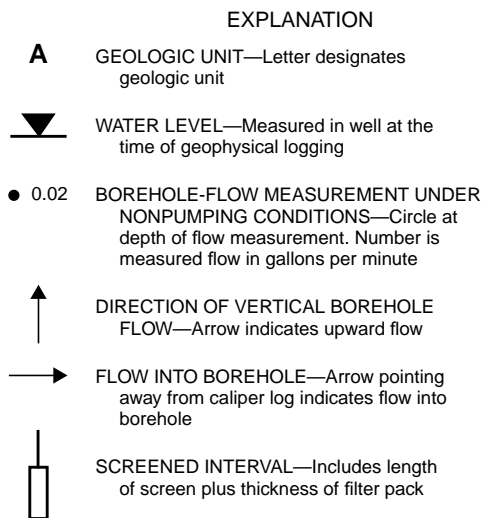 EXPLANATION
A GEOLOGIC UNIT—Letter designates
geologic unit
WATER LEVEL—Measured in well at the
time of geophysical logging
0.02 BOREHOLE-FLOW MEASUREMENT UNDER
NONPUMPING CONDITIONS—Circle at
depth of flow measurement. Number is
measured flow in gallons per minute
DIRECTION OF VERTICAL BOREHOLE
FLOW—Arrow indicates upward flow
FLOW INTO BOREHOLE—Arrow pointing
away from caliper log indicates flow into
borehole
SCREENED INTERVAL—Includes length
of screen plus thickness of filter pack